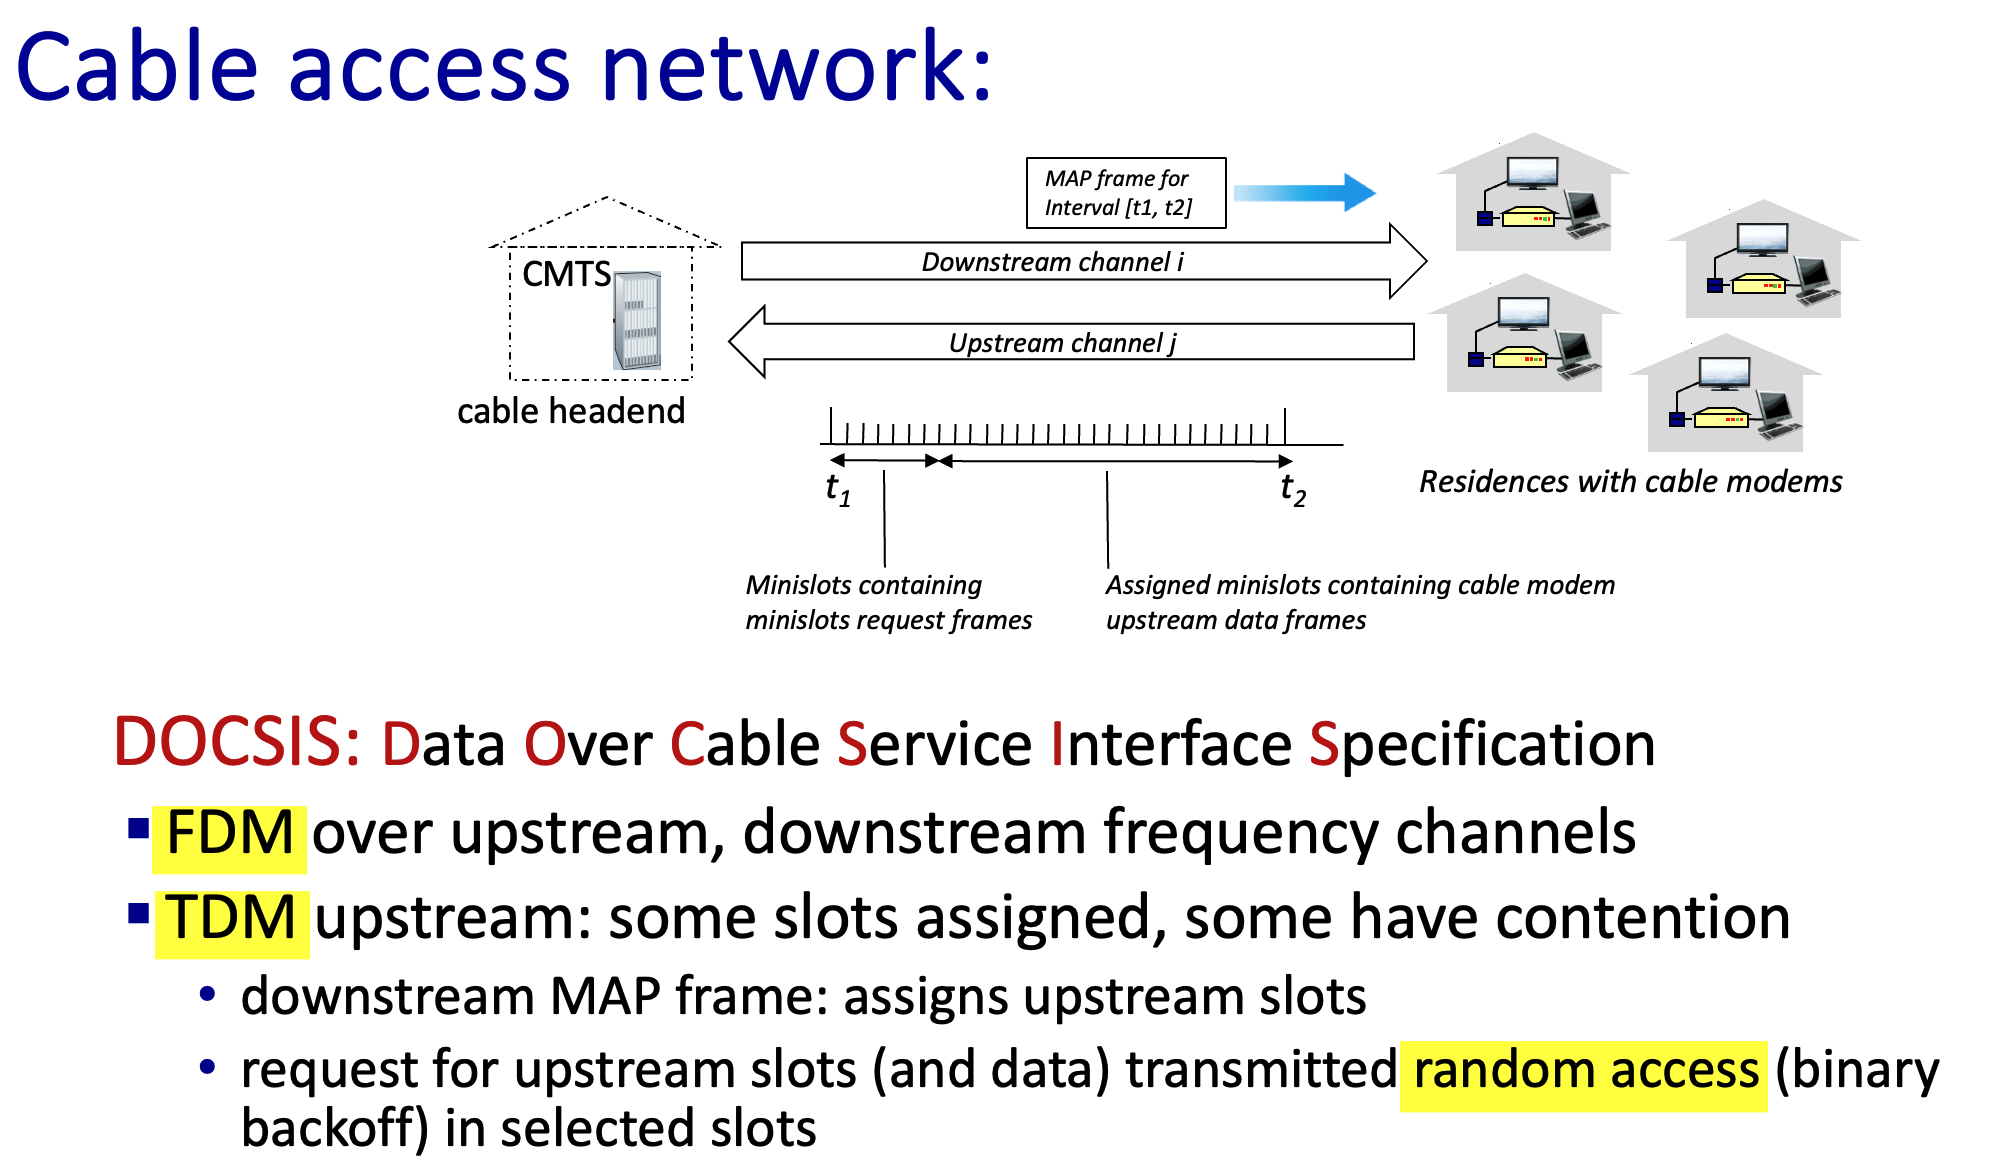 Cable access network:
MAP frame for
Interval [t1, t2]
CMTS
Downstream channel i
Upstream channel j
cable headend
t1
t2
Residences with cable modems
Minislots containing
minislots request frames
Assigned minislots containing cable modem
upstream data frames
DOCSIS: Data Over Cable Service Interface Specification
▪ FDM over upstream, downstream frequency channels
▪ TDM upstream: some slots assigned, some have contention
• downstream MAP frame: assigns upstream slots
• request for upstream slots (and data) transmitted random access (binary
backoff) in selected slots